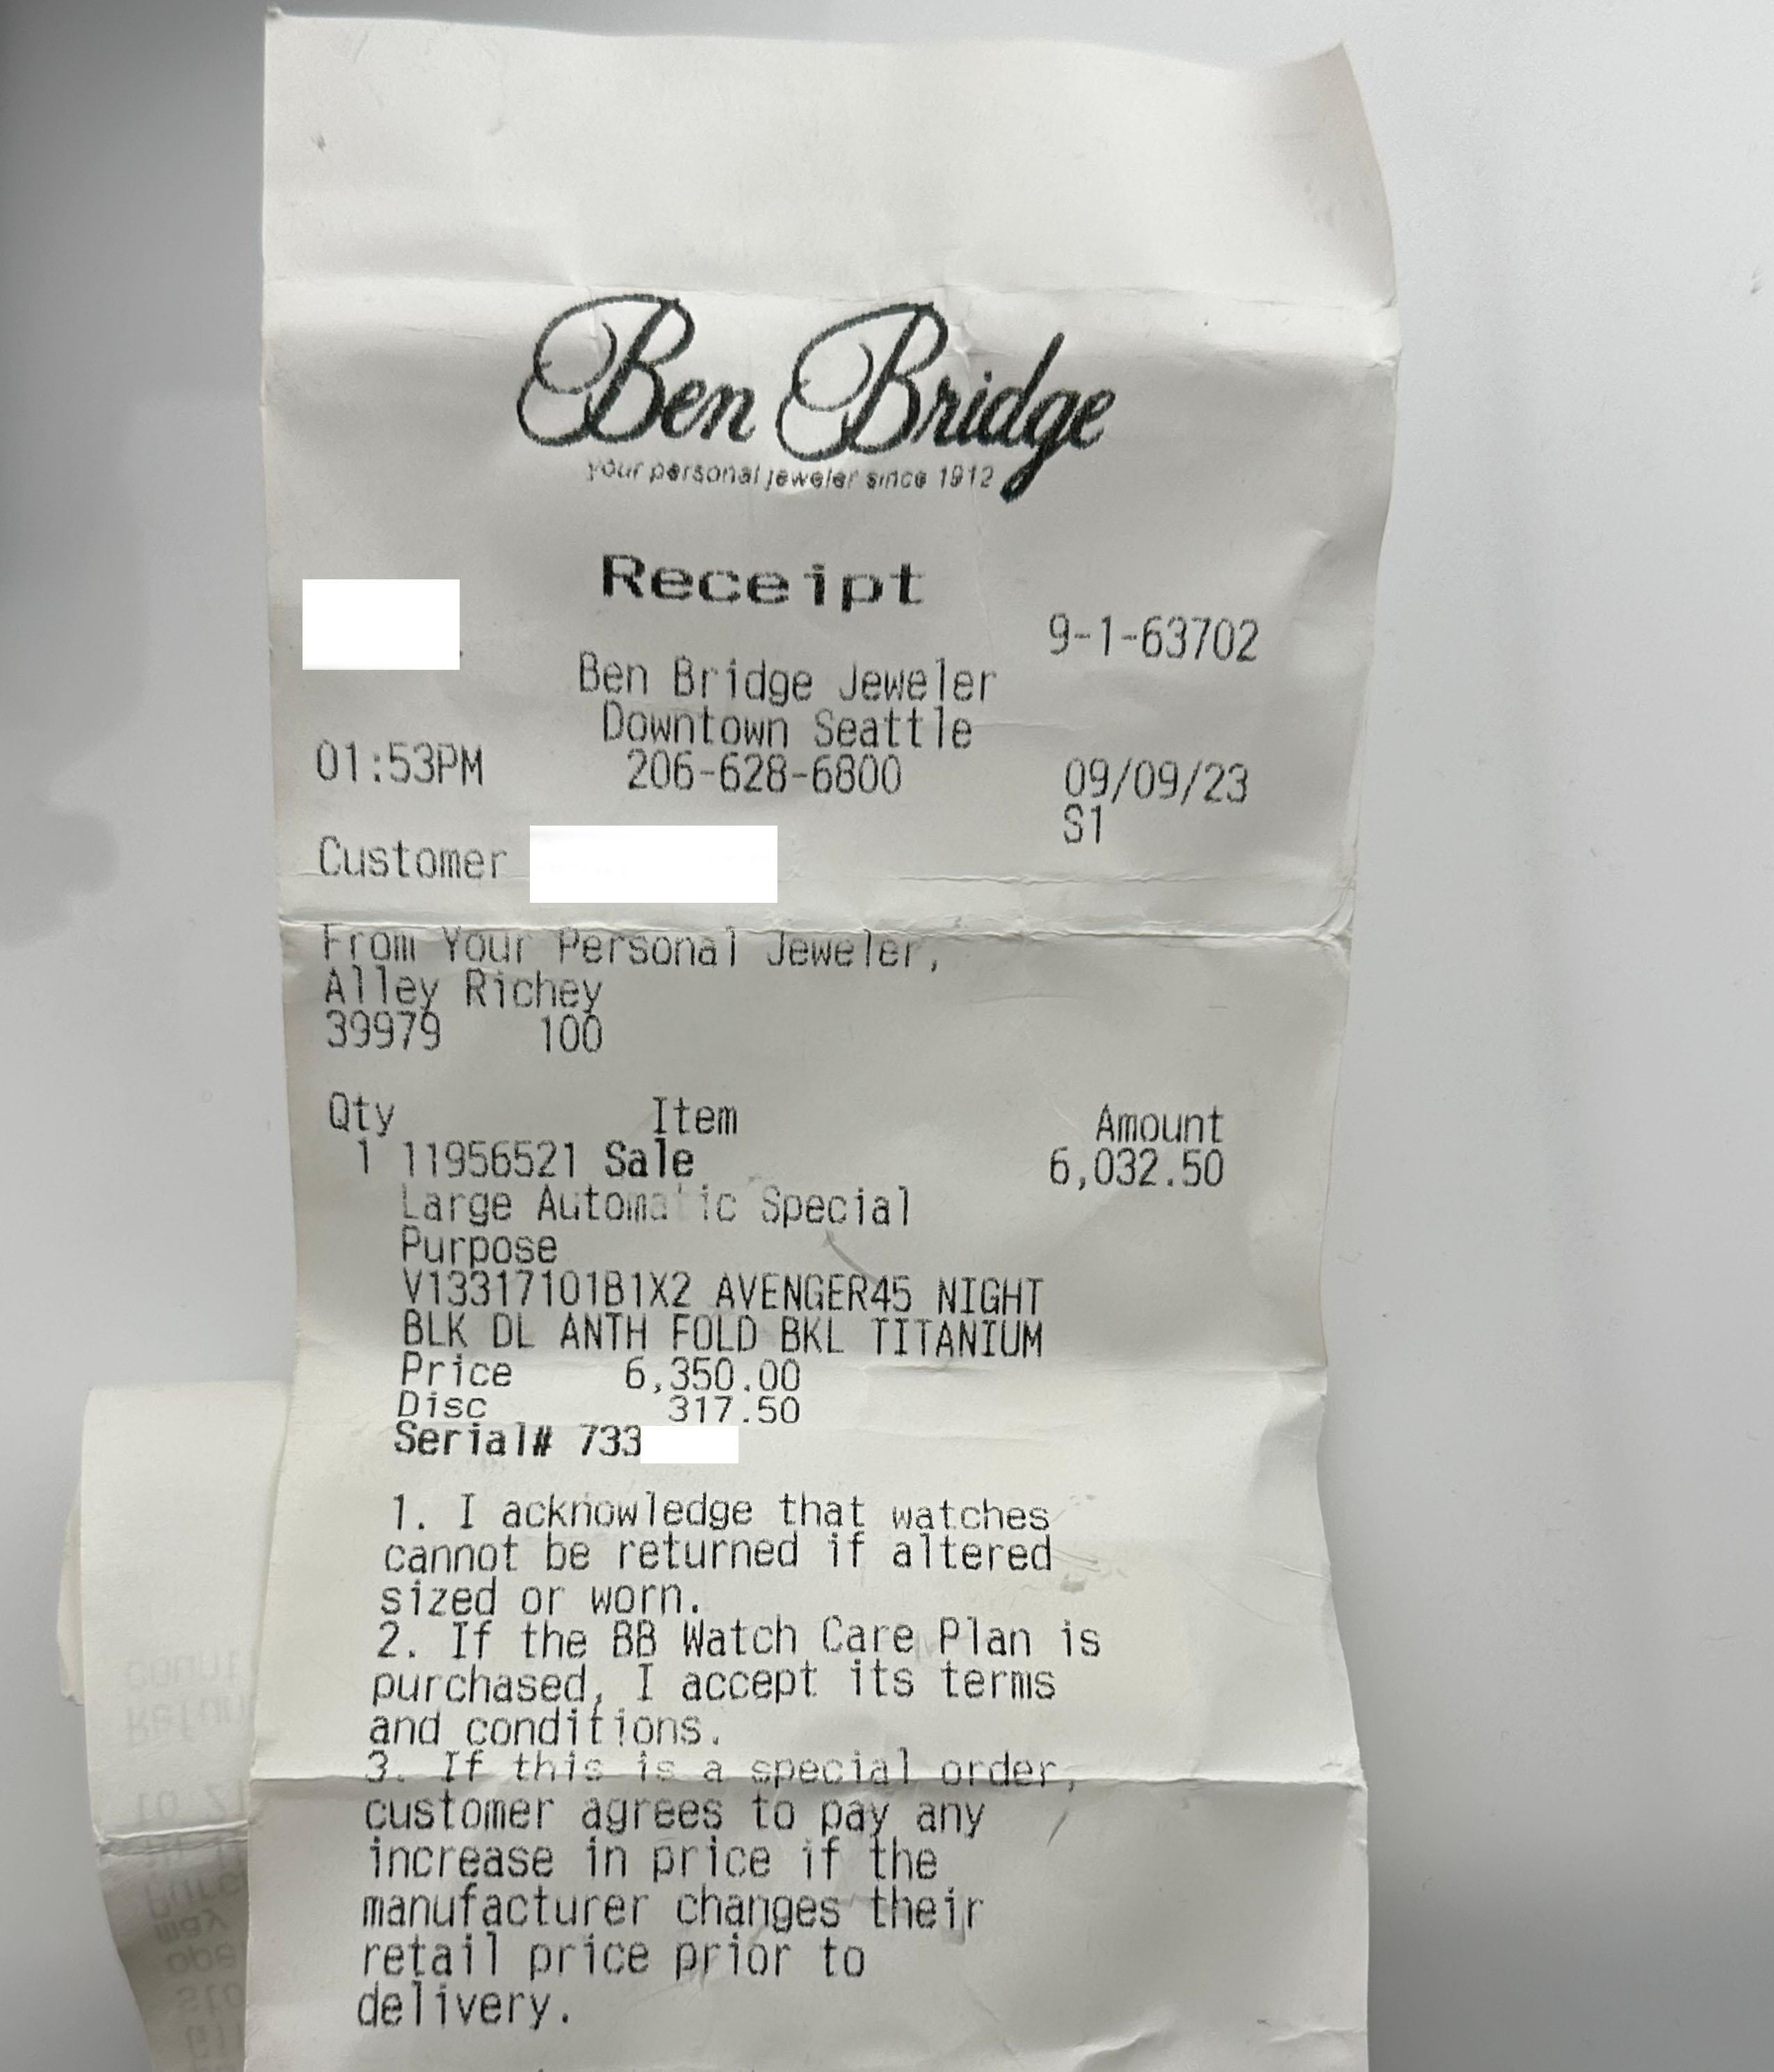 Ben Bridge
your personal jeweler since 1912
Receipt
9-1-63702
Ben Bridge Jeweler
Downtown Seattle
01:53PM 206-628-6800 09/09/23
S1
Customer
From Your Personal Jeweler,
Alley Richey
39979 100
Qty Item Amount
1 11956521 Sale 6,032.50
Large Automatic Special
Purpose
V13317101B1X2 AVENGER45 NIGHT
BLK DL ANTH FOLD BKL TITANIUM
Price 6,350.00
Disc 317.50
Serial# 733
1. I acknowledge that watches
cannot be returned if altered
sized or worn.
2. If the BB Watch Care Plan is
purchased, I accept its terms
and conditions.
3. If this is a special order,
customer agrees to pay any
increase in price if the
manufacturer changes their
retail price prior to
delivery.